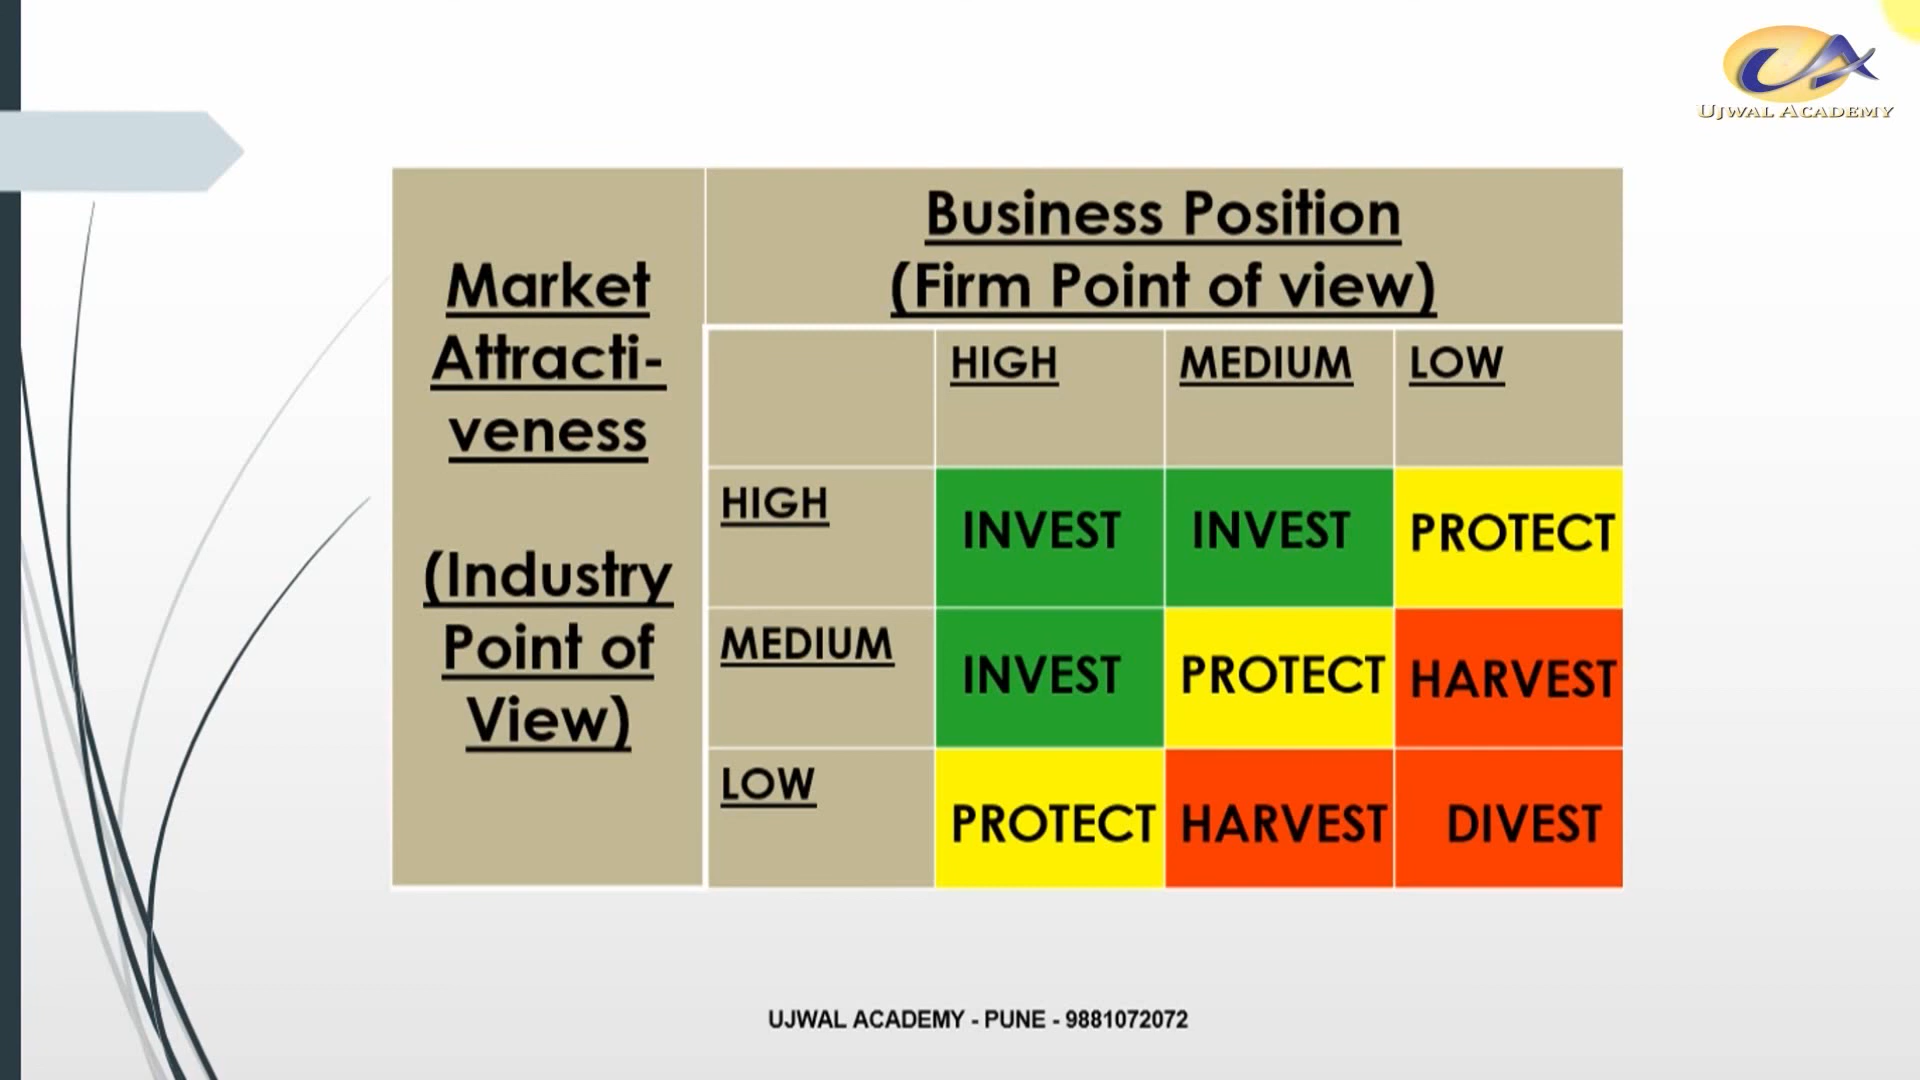 UJWAL ACADEMY
Business Position
(Firm Point of view)
Market
Attracti-
veness
(Industry
Point of
View)
HIGH MEDIUM LOW
HIGH INVEST INVEST PROTECT
MEDIUM INVEST PROTECT HARVEST
LOW PROTECT HARVEST DIVEST
UJWAL ACADEMY - PUNE - 9881072072